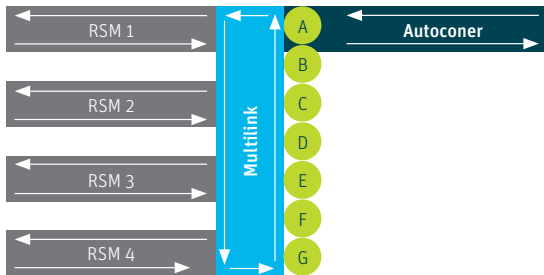 RSM 1
RSM 2
RSM 3
RSM 4
Multilink
A
B
C
D
E
F
G
Autoconer